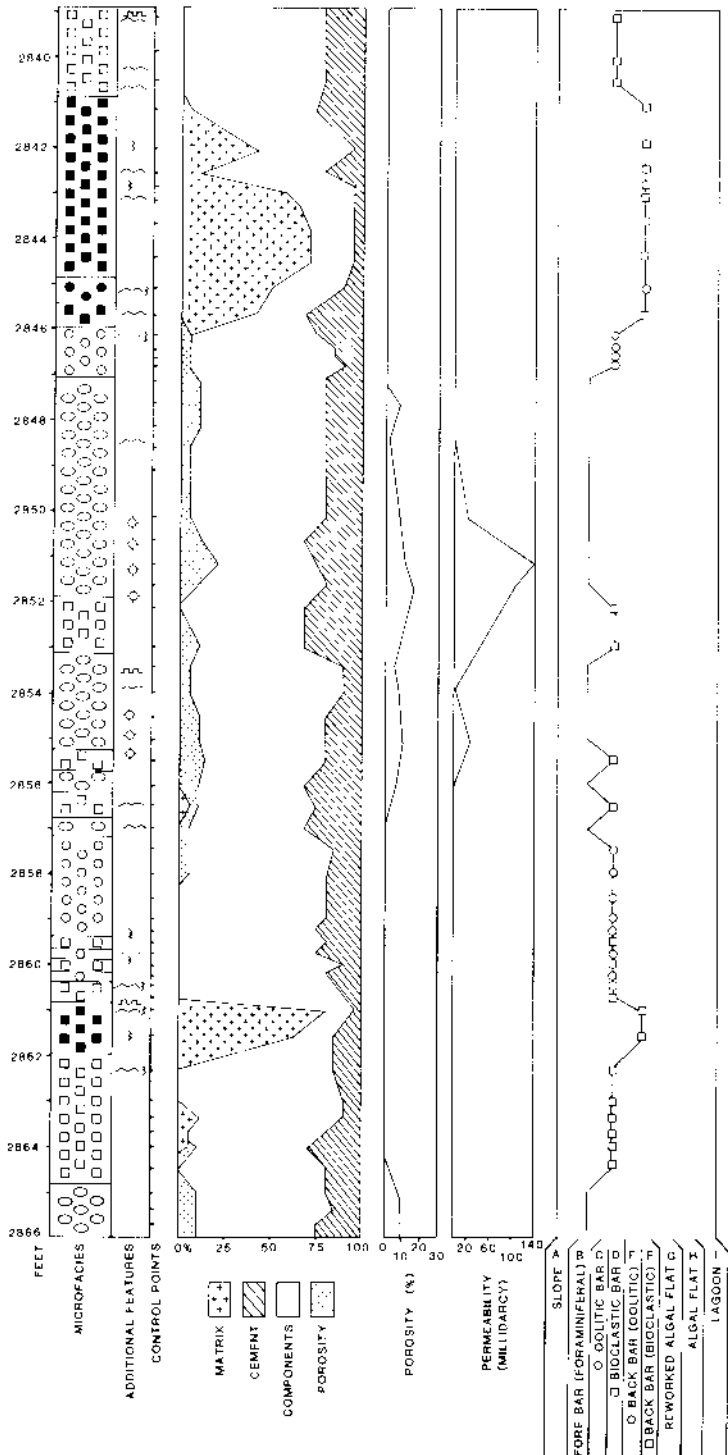 2840
2842
2844
2846
2848
2850
2852
2854
2856
2858
2860
2862
2864
2866
FEET
MICROFACIES
ADDITIONAL FEATURES
CONTROL POINTS
0% 25 50 75 100
MATRIX
CEMENT
COMPONENTS
POROSITY
0 10 20 30
POROSITY (%)
20 60 100 140
PERMEABILITY
(MILLIDARCY)
SLOPE A
FORE BAR (FORAMINIFERAL) B
OOLITIC BAR C
BIOCLASTIC BAR D
BACK BAR (OOLITIC) E
BACK BAR (BIOCLASTIC) F
REWORKED ALGAL FLAT G
ALGAL FLAT H
LAGOON I